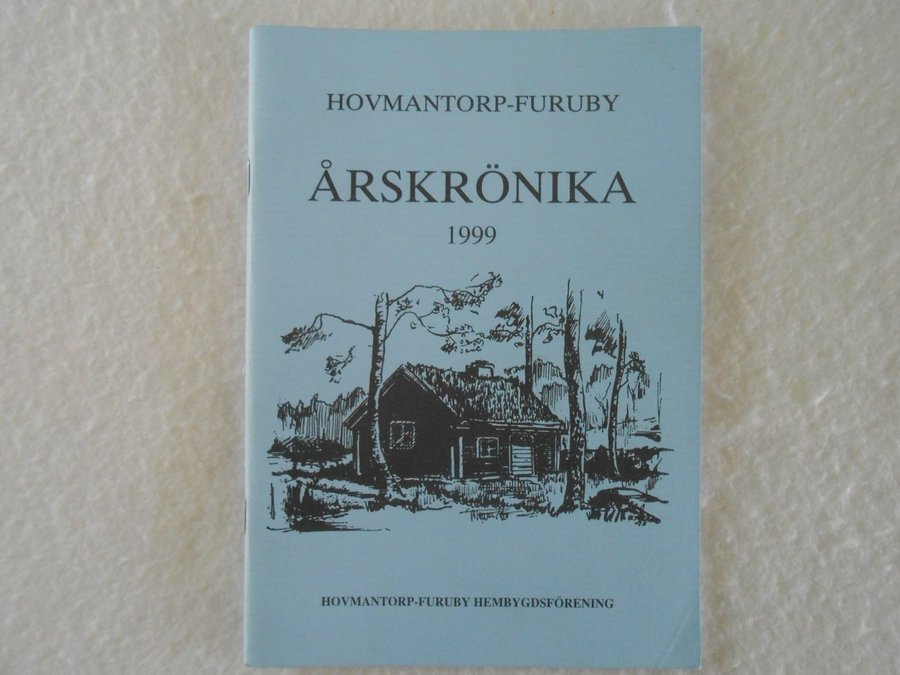 HOVMANTORP-FURUBY
ÅRSKRÖNIKA
1999
HOVMANTORP-FURUBY HEMBYGDSFÖRENING